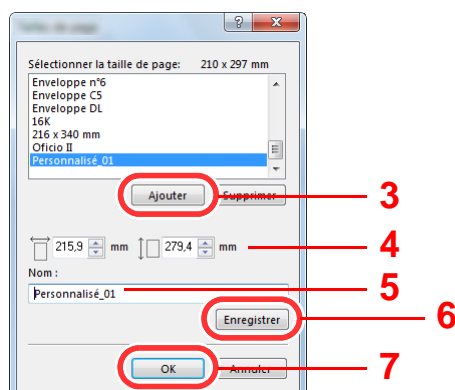 Taille de page
Sélectionner la taille de page: 210 x 297 mm
Enveloppe n°6
Enveloppe C5
Enveloppe DL
16K
216 x 340 mm
Oficio II
Personnalisé_01
Ajouter Supprimer
3
215,9 mm 279,4 mm
4
Nom :
Personnalisé_01
5
Enregistrer
6
OK Annuler
7